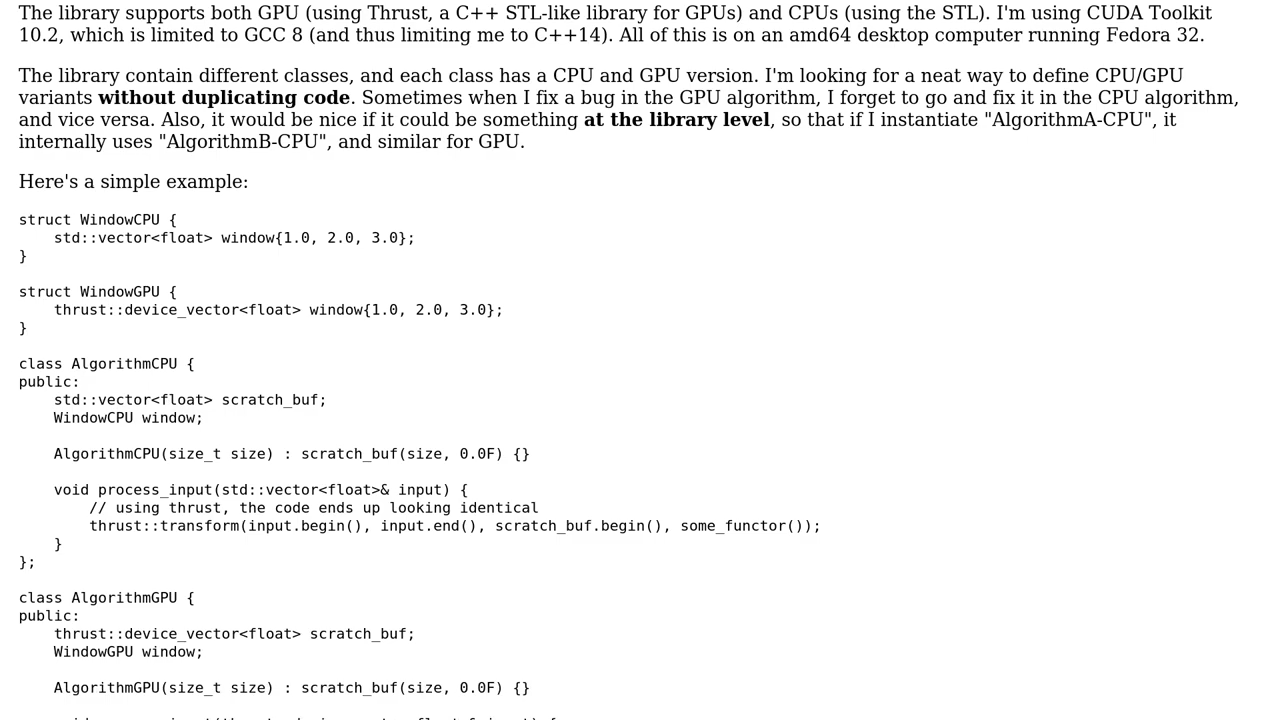 The library supports both GPU (using Thrust, a C++ STL-like library for GPUs) and CPUs (using the STL). I'm using CUDA Toolkit
10.2, which is limited to GCC 8 (and thus limiting me to C++14). All of this is on an amd64 desktop computer running Fedora 32.
The library contain different classes, and each class has a CPU and GPU version. I'm looking for a neat way to define CPU/GPU
variants without duplicating code. Sometimes when I fix a bug in the GPU algorithm, I forget to go and fix it in the CPU algorithm,
and vice versa. Also, it would be nice if it could be something at the library level, so that if I instantiate "AlgorithmA-CPU", it
internally uses "AlgorithmB-CPU", and similar for GPU.
Here's a simple example:
struct WindowCPU {
    std::vector<float> window{1.0, 2.0, 3.0};
}
struct WindowGPU {
    thrust::device_vector<float> window{1.0, 2.0, 3.0};
}
class AlgorithmCPU {
public:
    std::vector<float> scratch_buf;
    WindowCPU window;
    AlgorithmCPU(size_t size) : scratch_buf(size, 0.0F) {}
    void process_input(std::vector<float>& input) {
        // using thrust, the code ends up looking identical
        thrust::transform(input.begin(), input.end(), scratch_buf.begin(), some_functor());
    }
};
class AlgorithmGPU {
public:
    thrust::device_vector<float> scratch_buf;
    WindowGPU window;
    AlgorithmGPU(size_t size) : scratch_buf(size, 0.0F) {}